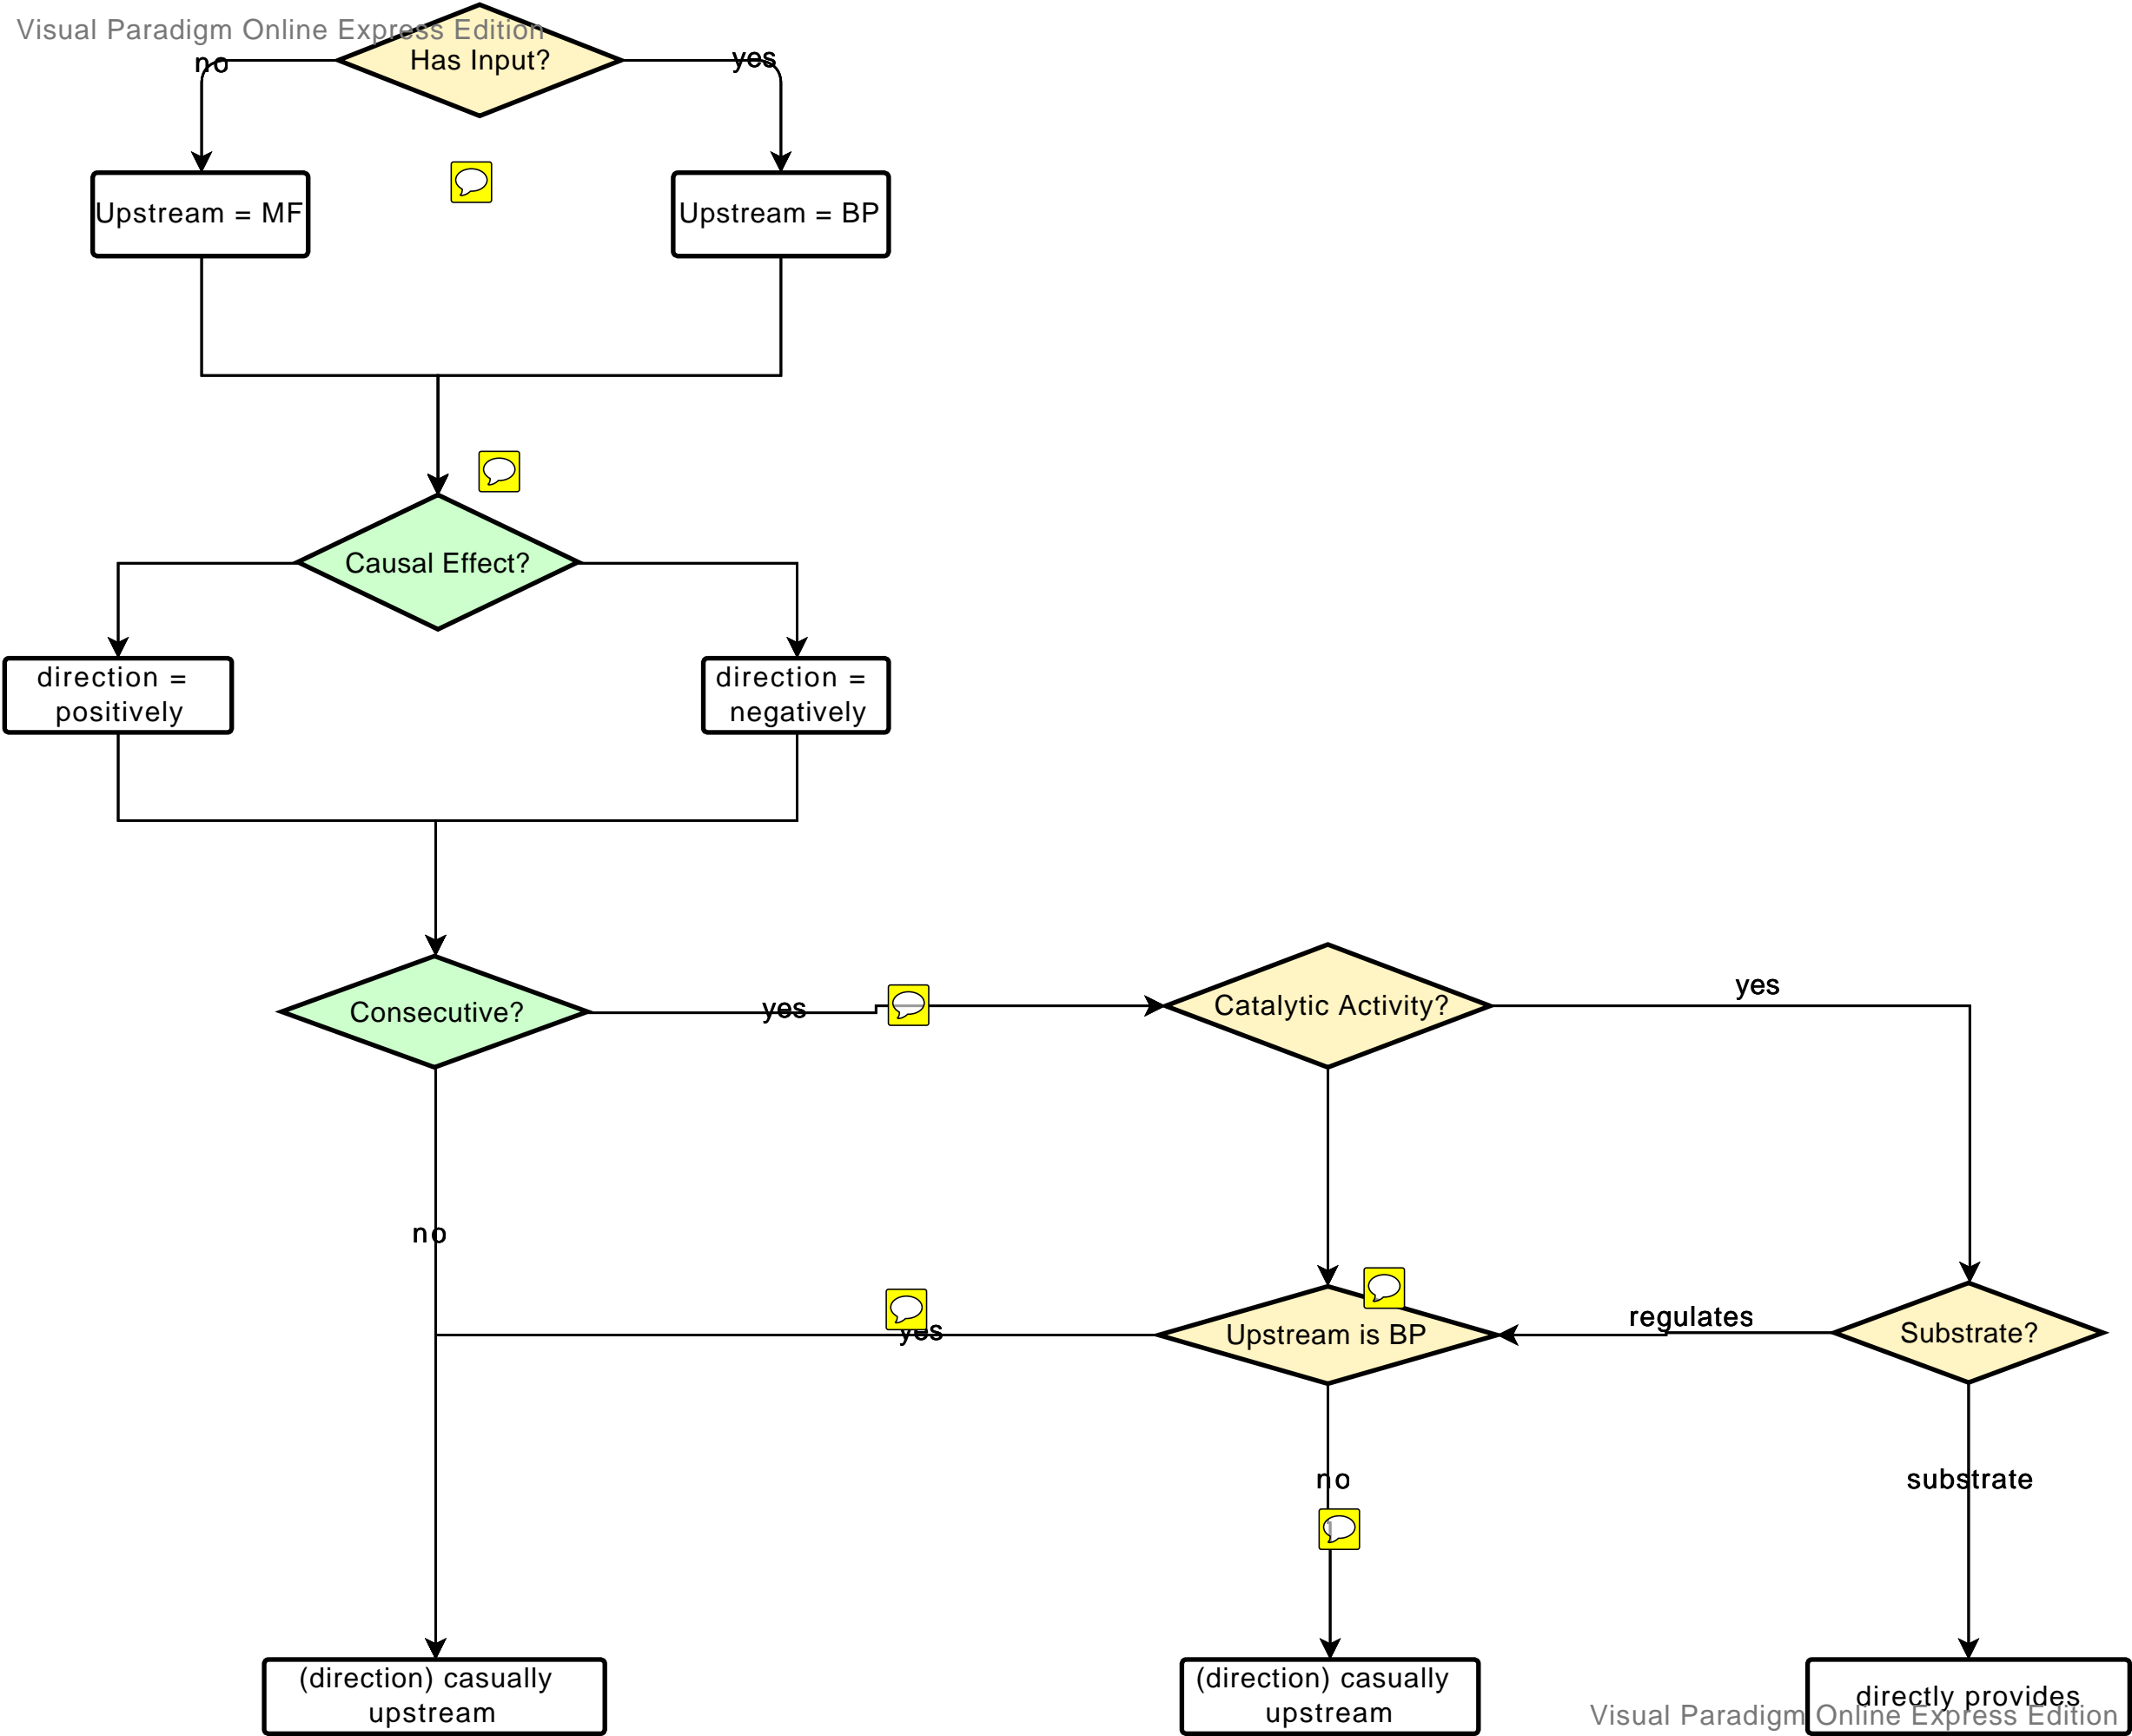 Visual Paradigm Online Express Edition
Has Input?
no
yes
Upstream = MF
Upstream = BP
Causal Effect?
direction =
positively
direction =
negatively
Consecutive?
yes
Catalytic Activity?
yes
no
yes
Upstream is BP
regulates
Substrate?
no
substrate
(direction) casually
upstream
(direction) casually
upstream
directly provides
Visual Paradigm Online Express Edition